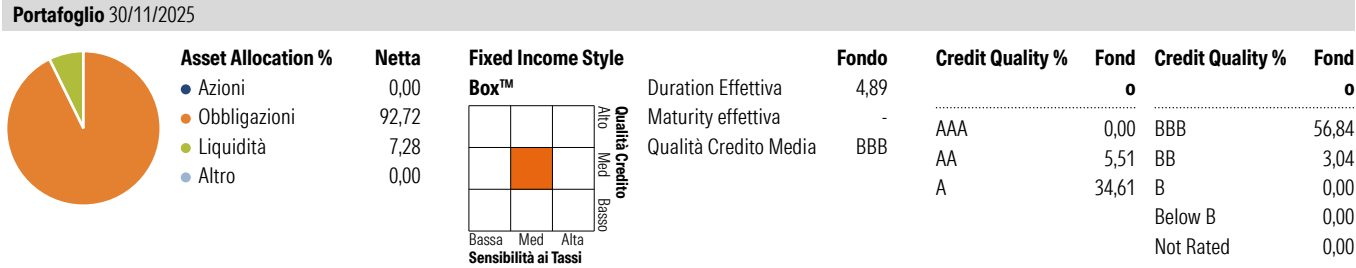 Portafoglio 30/11/2025
Asset Allocation % Netta
Azioni 0,00
Obbligazioni 92,72
Liquidità 7,28
Altro 0,00
Fixed Income Style
Box™
Alto Med Basso
Qualità Credito
Bassa Med Alta
Sensibilità ai Tassi
Fondo
Duration Effettiva 4,89
Maturity effettiva -
Qualità Credito Media BBB
Credit Quality % Fond
o
AAA 0,00
AA 5,51
A 34,61
Credit Quality % Fond
o
BBB 56,84
BB 3,04
B 0,00
Below B 0,00
Not Rated 0,00